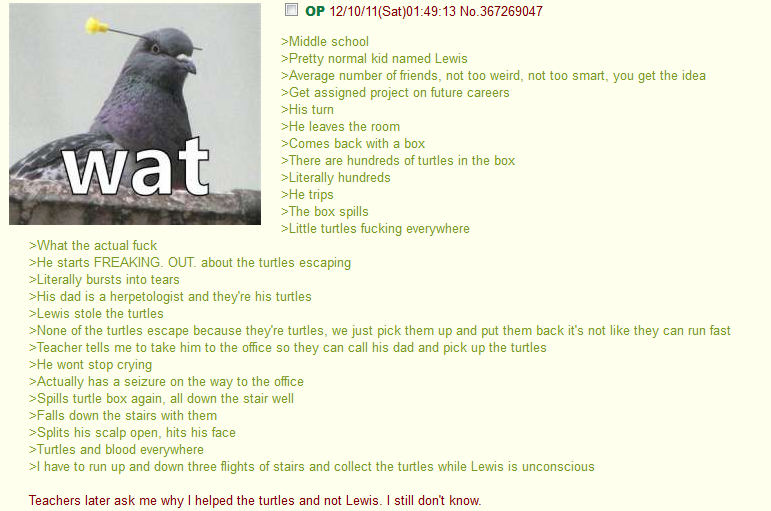 OP 12/10/11(Sat)01:49:13 No.367269047
wat
>Middle school
>Pretty normal kid named Lewis
>Average number of friends, not too weird, not too smart, you get the idea
>Get assigned project on future careers
>His turn
>He leaves the room
>Comes back with a box
>There are hundreds of turtles in the box
>Literally hundreds
>He trips
>The box spills
>Little turtles fucking everywhere
>What the actual fuck
>He starts FREAKING. OUT. about the turtles escaping
>Literally bursts into tears
>His dad is a herpetologist and they're his turtles
>Lewis stole the turtles
>None of the turtles escape because they're turtles, we just pick them up and put them back it's not like they can run fast
>Teacher tells me to take him to the office so they can call his dad and pick up the turtles
>He wont stop crying
>Actually has a seizure on the way to the office
>Spills turtle box again, all down the stair well
>Falls down the stairs with them
>Splits his scalp open, hits his face
>Turtles and blood everywhere
>I have to run up and down three flights of stairs and collect the turtles while Lewis is unconscious
Teachers later ask me why I helped the turtles and not Lewis. I still don't know.